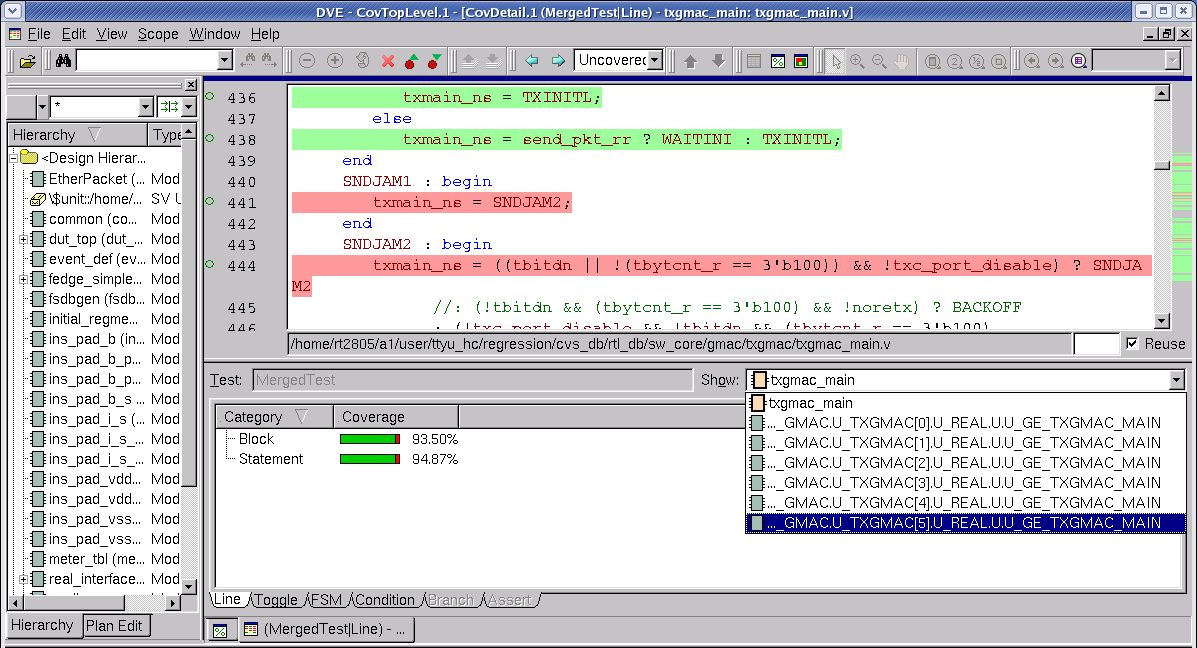 DVE - CovTopLevel.1 - [CovDetail.1 (MergedTest|Line) - txgmac_main: txgmac_main.v]
File Edit View Scope Window Help
Uncovered
*
Hierarchy Type
<Design Hierar...
EtherPacket (... Mod
\$unit::/home/... SV U
common (co... Mod
dut_top (dut_... Mod
event_def (ev... Mod
fedge_simple... Mod
fsdbgen (fsdb... Mod
initial_regme... Mod
ins_pad_b (in... Mod
ins_pad_b_p... Mod
ins_pad_b_p... Mod
ins_pad_b_s ... Mod
ins_pad_i_s (... Mod
ins_pad_i_s_... Mod
ins_pad_i_s_... Mod
ins_pad_vdd... Mod
ins_pad_vdd... Mod
ins_pad_vss... Mod
ins_pad_vss... Mod
meter_tbl (me... Mod
real_interface... Mod
Hierarchy Plan Edit
436 txmain_ns = TXINITL;
437 else
438 txmain_ns = send_pkt_rr ? WAITINI : TXINITL;
439 end
440 SNDJAM1 : begin
441 txmain_ns = SNDJAM2;
442 end
443 SNDJAM2 : begin
444 txmain_ns = ((tbitdn || !(tbytcnt_r == 3'b100)) && !txc_port_disable) ? SNDJA
M2
445 //: (!tbitdn && (tbytcnt_r == 3'b100) && !noretx) ? BACKOFF
446 : (!txc_port_disable && !tbitdn && (tbytcnt_r == 3'b100)
/home/rt2805/a1/user/ttyu_hc/regression/cvs_db/rtl_db/sw_core/gmac/txgmac/txgmac_main.v Reuse
Test: MergedTest Show: txgmac_main
Category Coverage
Block 93.50%
Statement 94.87%
txgmac_main
..._GMAC.U_TXGMAC[0].U_REAL.U.U_GE_TXGMAC_MAIN
..._GMAC.U_TXGMAC[1].U_REAL.U.U_GE_TXGMAC_MAIN
..._GMAC.U_TXGMAC[2].U_REAL.U.U_GE_TXGMAC_MAIN
..._GMAC.U_TXGMAC[3].U_REAL.U.U_GE_TXGMAC_MAIN
..._GMAC.U_TXGMAC[4].U_REAL.U.U_GE_TXGMAC_MAIN
..._GMAC.U_TXGMAC[5].U_REAL.U.U_GE_TXGMAC_MAIN
Line Toggle FSM Condition Branch Assert
(MergedTest|Line) - ...